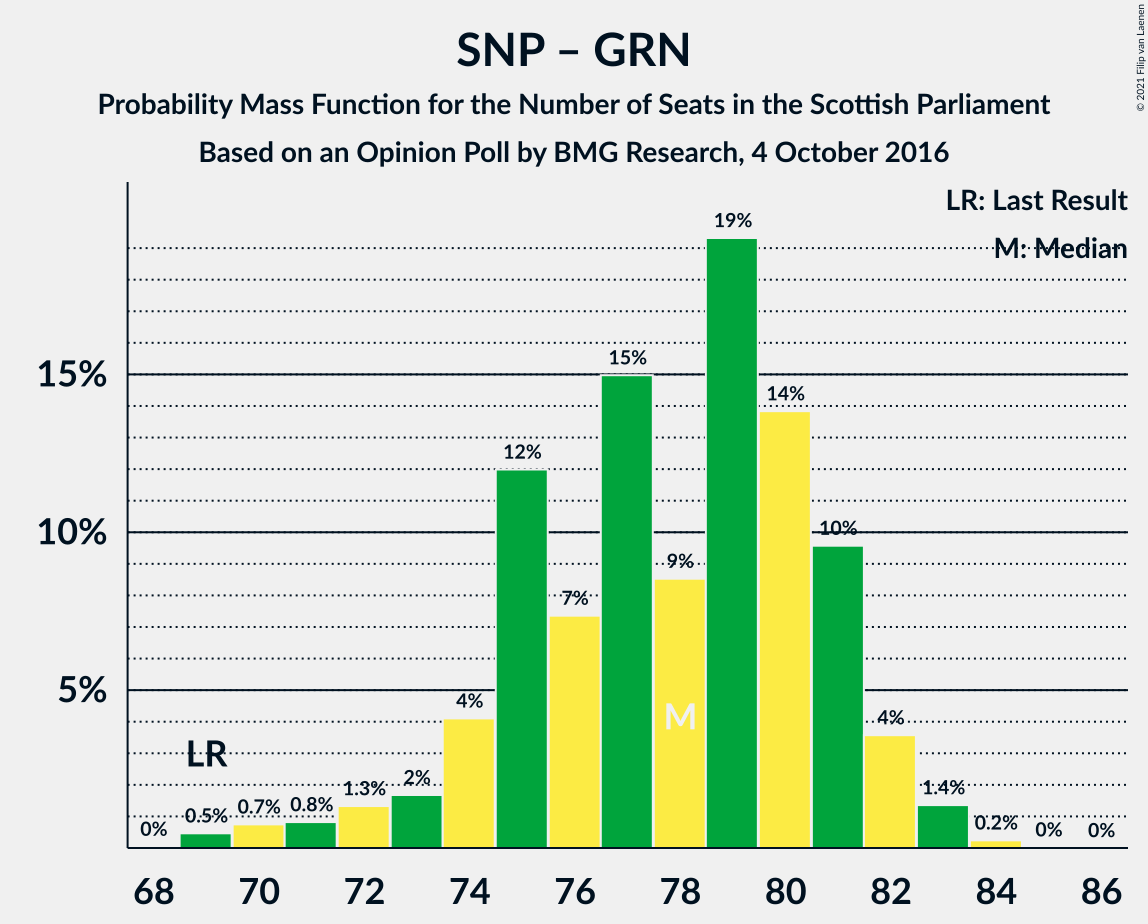 SNP – GRN
Probability Mass Function for the Number of Seats in the Scottish Parliament
Based on an Opinion Poll by BMG Research, 4 October 2016
© 2021 Filip van Laenen
LR: Last Result
M: Median
15%
10%
5%
0%
0.5%
0.7%
0.8%
1.3%
2%
4%
12%
7%
15%
9%
19%
14%
10%
4%
1.4%
0.2%
0%
0%
LR
M
68 70 72 74 76 78 80 82 84 86